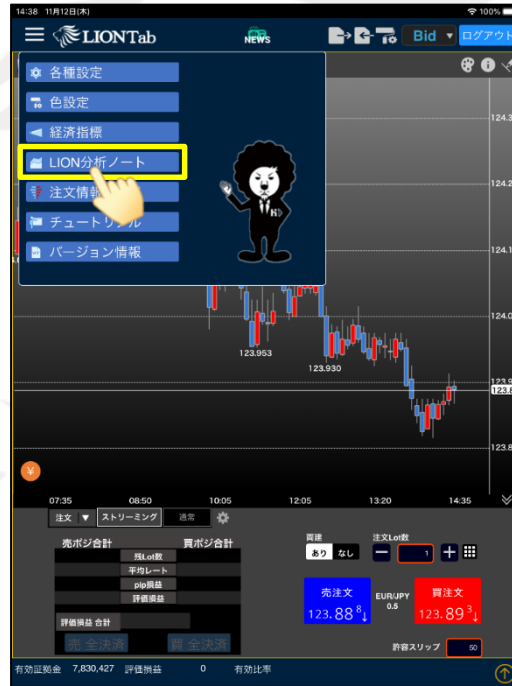 14:38 11月12日(木) 100%
LIONTab NEWS Bid ▼ ログアウト
各種設定
色設定
経済指標
LION分析ノート
注文情報
チュートリアル
バージョン情報
124.3
124.2
124.1
124.0
123.953
123.930
123.9
123.8
123.8
¥
07:35 08:50 10:05 12:05 13:20 14:35
注文 ▼ ストリーミング 通常
売ポジ合計 買ポジ合計
残Lot数
平均レート
pip損益
評価損益
評価損益 合計
売 全決済 買 全決済
両建 注文Lot数
あり なし 1
売注文 買注文
EUR/JPY
0.5
123.88 8↓ 123.89 3↓
許容スリップ 50
有効証拠金 7,830,427 評価損益 0 有効比率